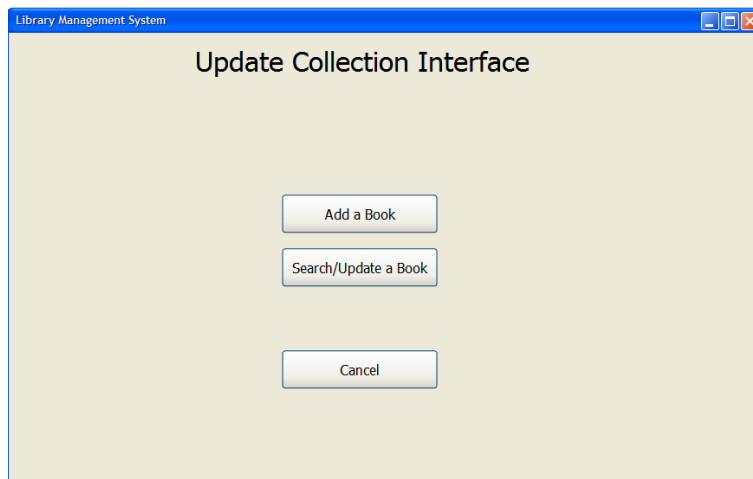 Library Management System
Update Collection Interface
Add a Book
Search/Update a Book
Cancel